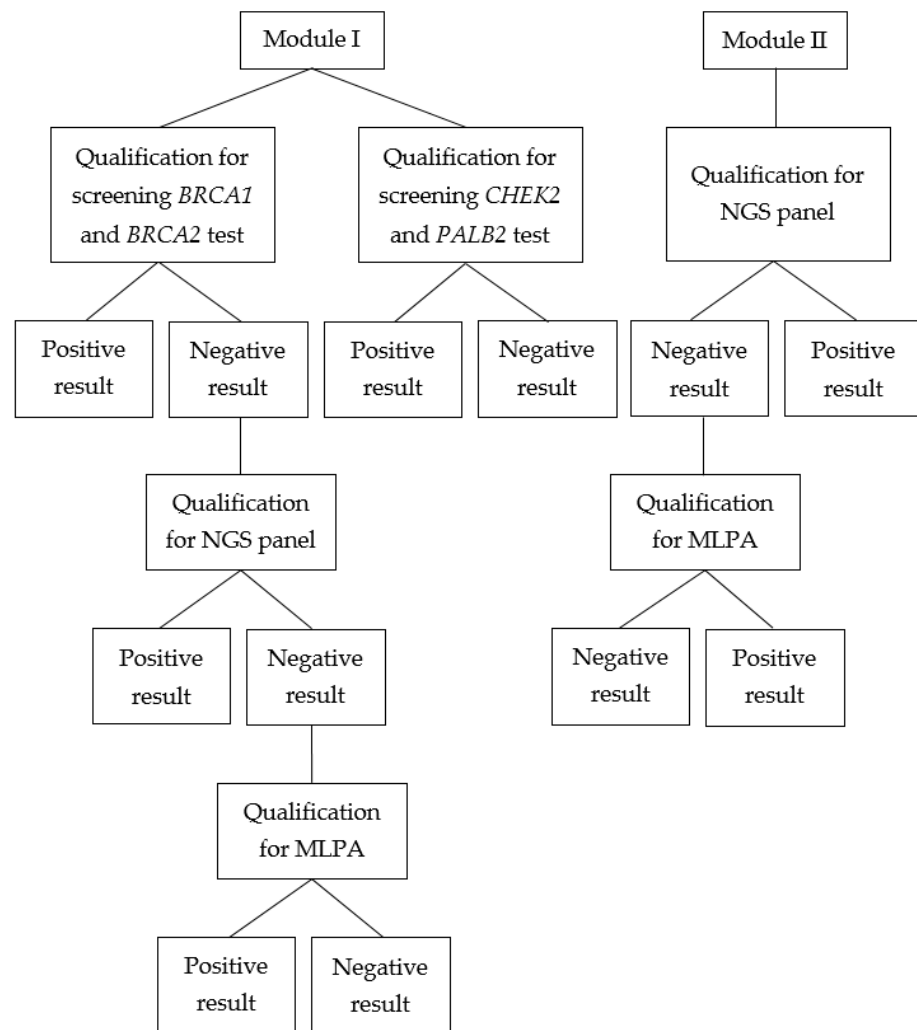 Module I
Module II
Qualification for
screening BRCA1
and BRCA2 test
Qualification for
screening CHEK2
and PALB2 test
Qualification for
NGS panel
Positive
result
Negative
result
Positive
result
Negative
result
Negative
result
Positive
result
Qualification
for NGS panel
Qualification
for MLPA
Positive
result
Negative
result
Negative
result
Positive
result
Qualification
for MLPA
Positive
result
Negative
result